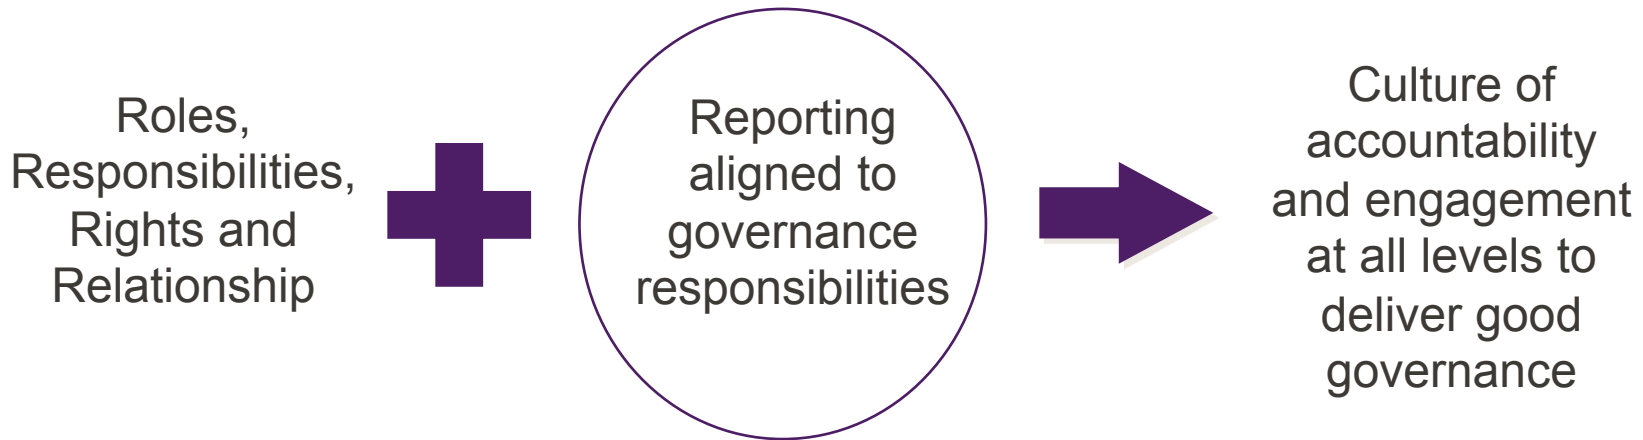 Roles,
Responsibilities,
Rights and
Relationship
Reporting
aligned to
governance
responsibilities
Culture of
accountability
and engagement
at all levels to
deliver good
governance